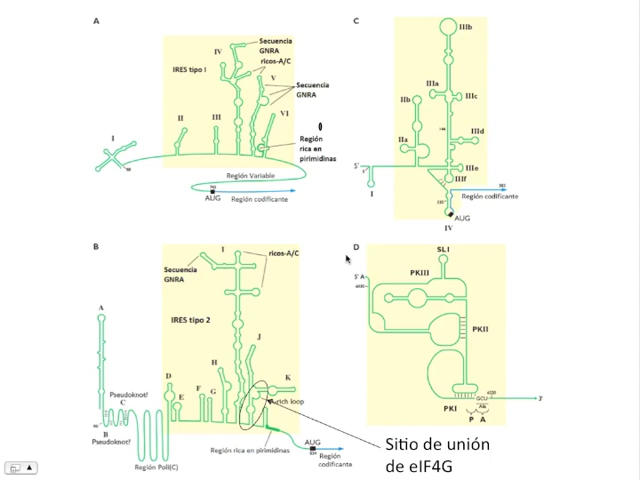 A
Secuencia
GNRA
IV
ricos-A/C
IRES tipo I
V
Secuencia
GNRA
II
III
VI
I
Región
rica en
pirimidinas
Región Variable
AUG
Región codificante
C
IIIb
IIIa
IIb
IIIc
IIa
IIId
5'
IIIe
IIIf
I
Región codificante
AUG
IV
B
I
ricos-A/C
Secuencia
GNRA
IRES tipo 2
A
J
H
D
K
Pseudoknot!
C
E
F
G
A-rich loop
B
Pseudoknot!
AUG
Región rica en pirimidinas
Región
codificante
Región Poli(C)
D
SL I
5' A
PKIII
PKII
PKI
GCU
Ala
3'
P A
Sitio de unión
de eIF4G